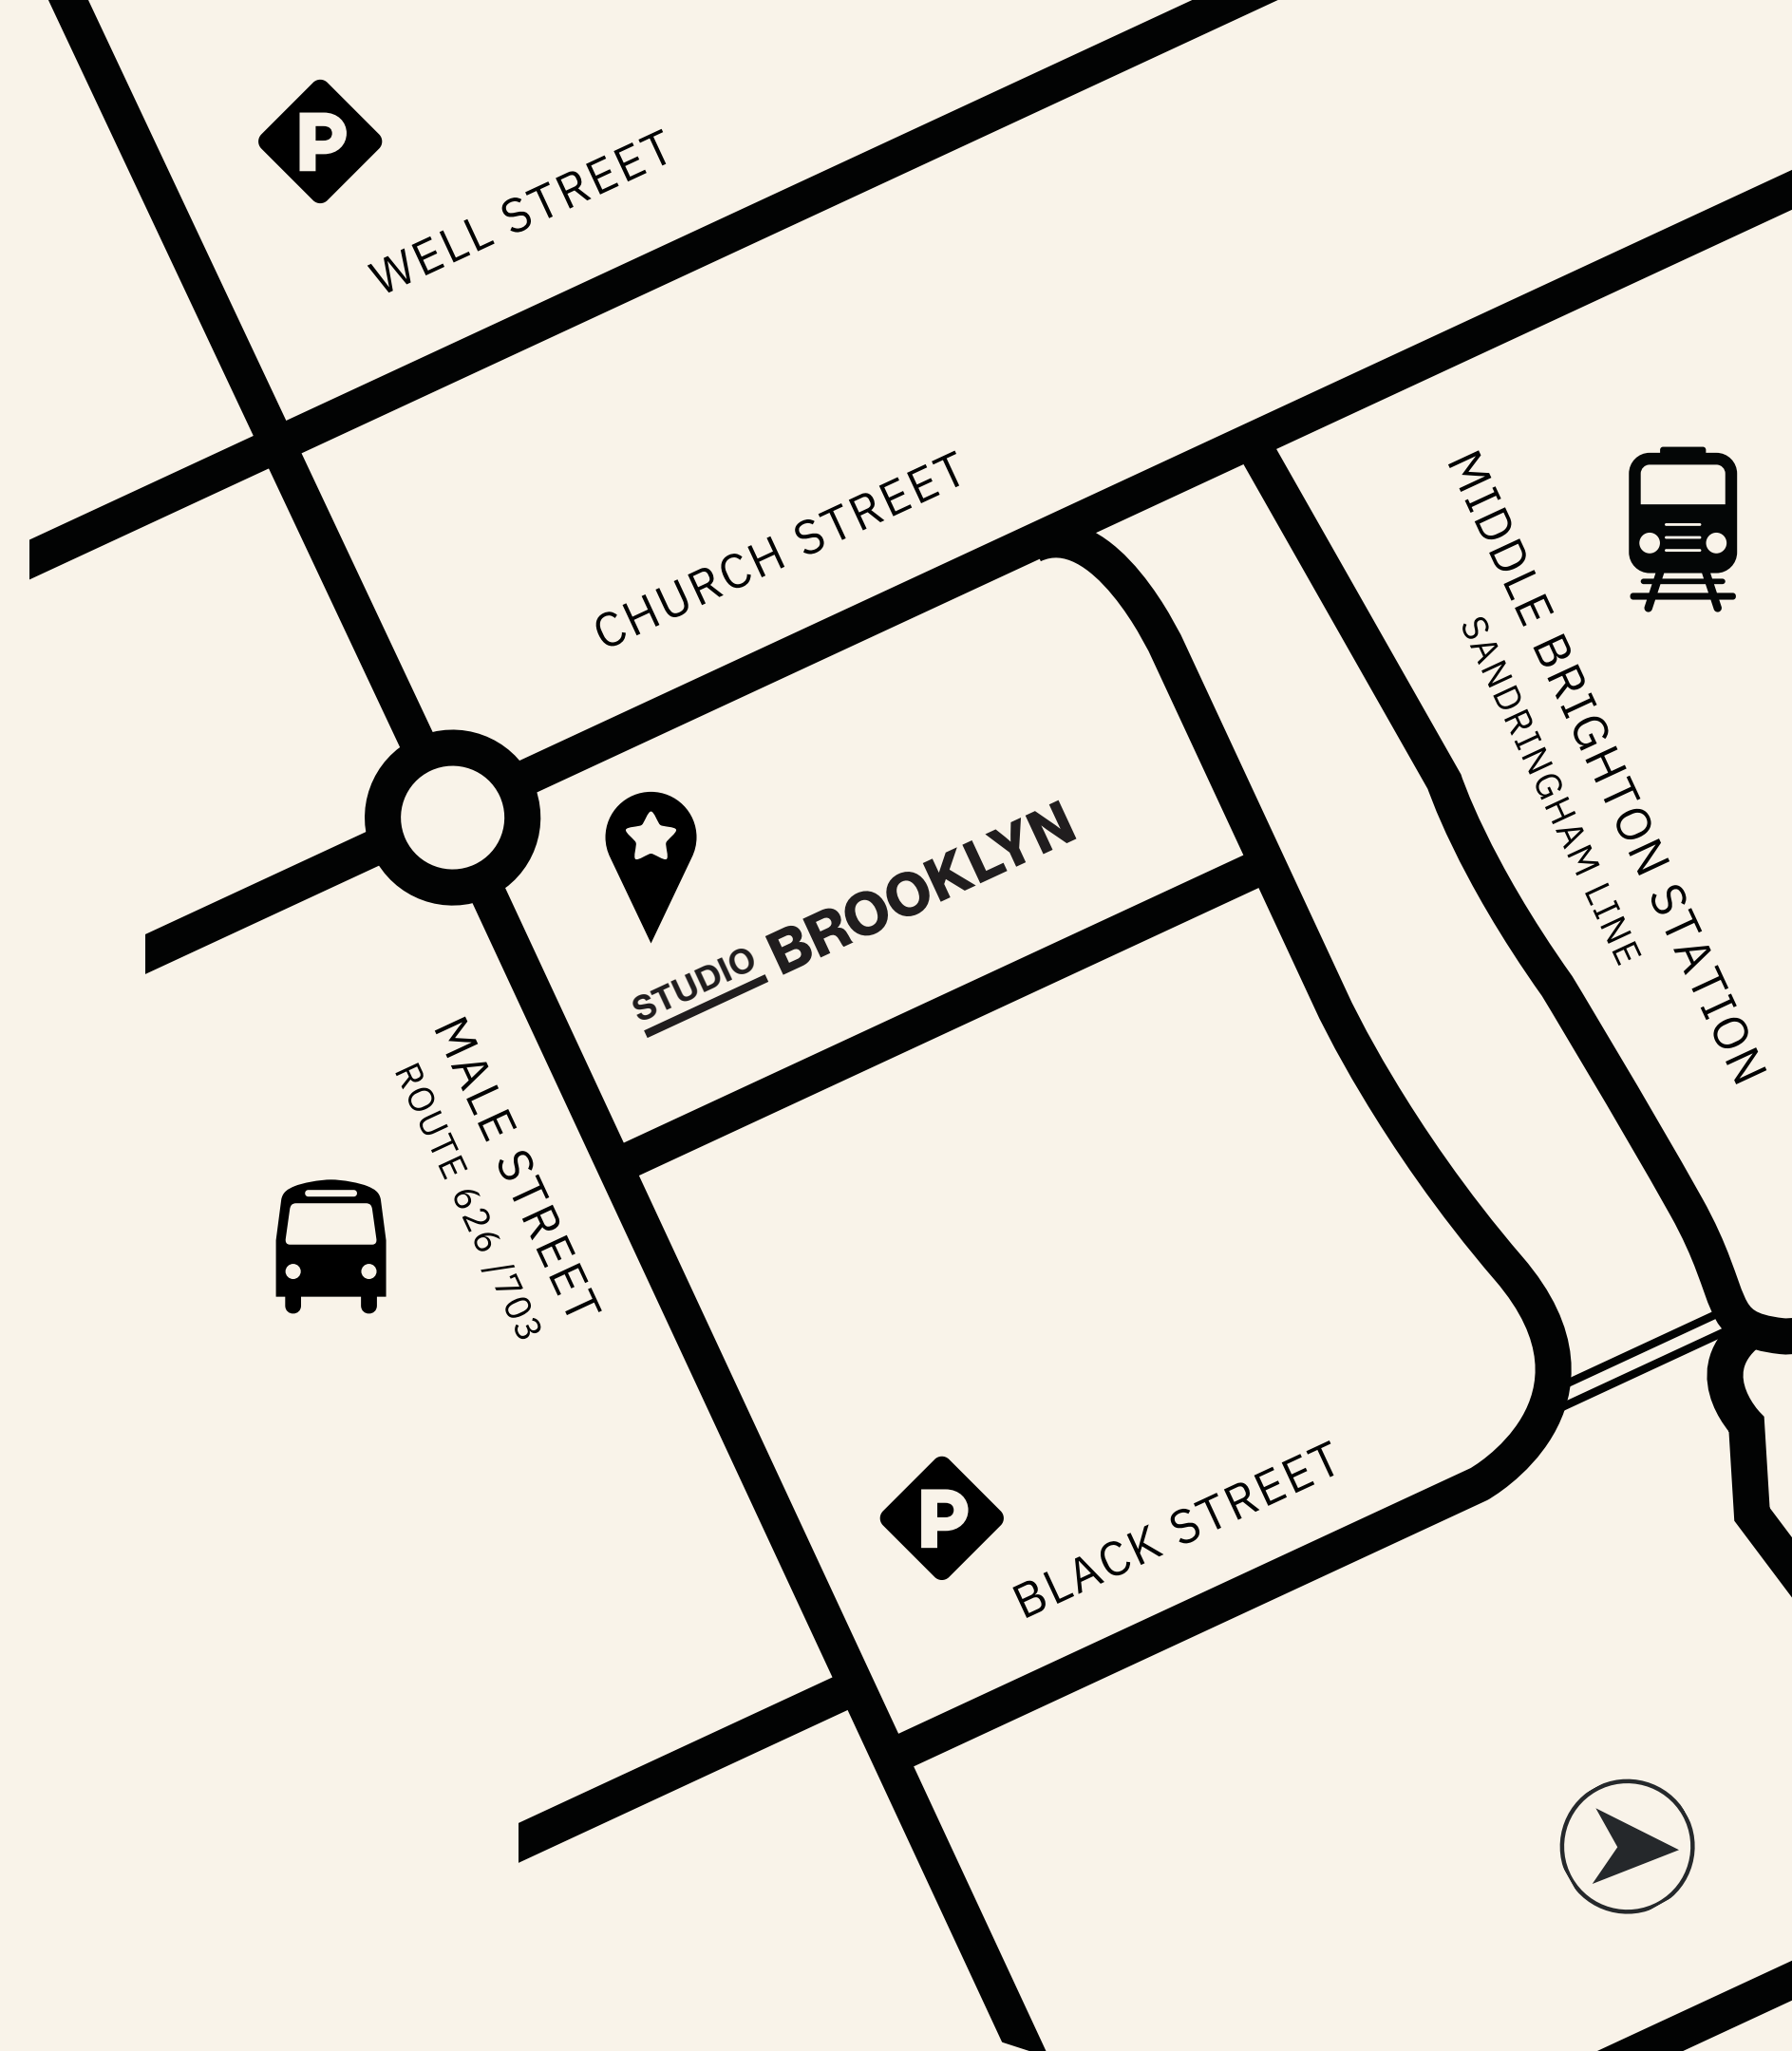 P
WELL STREET
CHURCH STREET
MIDDLE BRIGHTON STATION
SANDRINGHAM LINE
STUDIO BROOKLYN
MALE STREET
ROUTE 626 /703
P
BLACK STREET